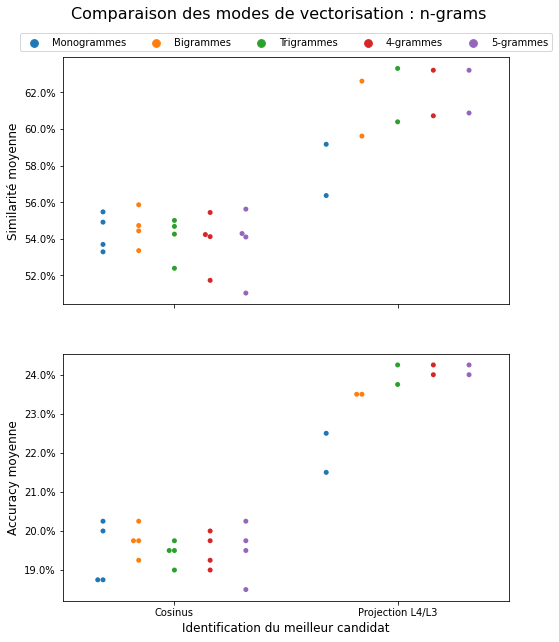 Comparaison des modes de vectorisation : n-grams
Monogrammes Bigrammes Trigrammes 4-grammes 5-grammes
62.0%
60.0%
58.0%
56.0%
54.0%
52.0%
Similarité moyenne
24.0%
23.0%
22.0%
21.0%
20.0%
19.0%
Accuracy moyenne
Cosinus Projection L4/L3
Identification du meilleur candidat